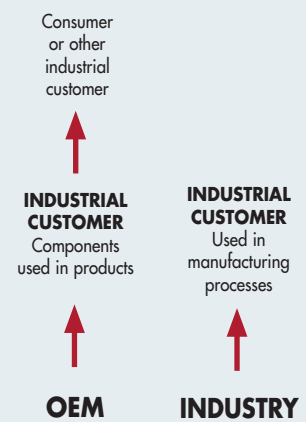 Consumer
or other
industrial
customer
INDUSTRIAL
CUSTOMER
Components
used in products
INDUSTRIAL
CUSTOMER
Used in
manufacturing
processes
OEM
INDUSTRY